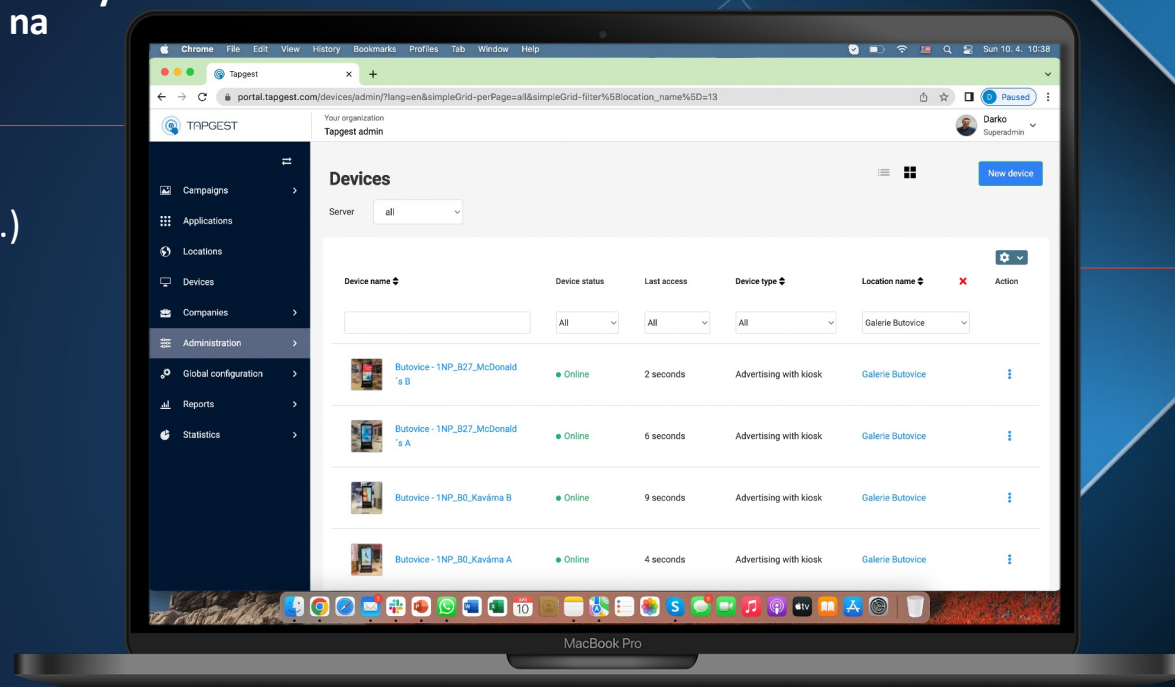 na
.)
Chrome File Edit View History Bookmarks Profiles Tab Window Help Sun 10. 4. 10:38
Tapgest
portal.tapgest.com/devices/admin/?lang=en&simpleGrid-perPage=all&simpleGrid-filter%5Blocation_name%5D=13
D Paused
TAPGEST
Your organization
Tapgest admin
Darko
Superadmin
Campaigns
Applications
Locations
Devices
Companies
Administration
Global configuration
Reports
Statistics
Devices
New device
Server all
Device name Device status Last access Device type Location name Action
All All All Galerie Butovice
Butovice - 1NP_B27_McDonald
´s B
Online 2 seconds Advertising with kiosk Galerie Butovice
Butovice - 1NP_B27_McDonald
´s A
Online 6 seconds Advertising with kiosk Galerie Butovice
Butovice - 1NP_B0_Kavárna B Online 9 seconds Advertising with kiosk Galerie Butovice
Butovice - 1NP_B0_Kavárna A Online 4 seconds Advertising with kiosk Galerie Butovice
10
tv
MacBook Pro